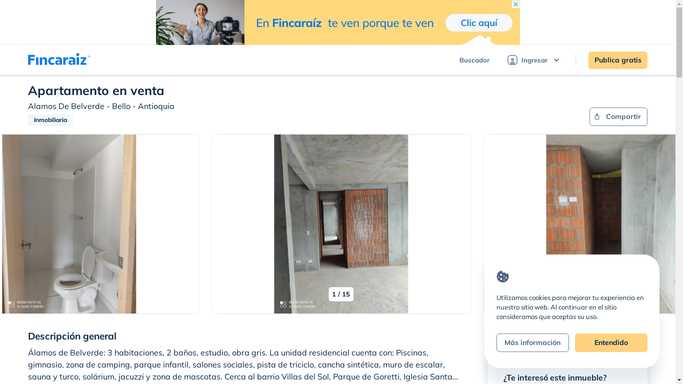 En Fincaraíz te ven porque te ven
Clic aquí
Fincaraíz
Buscador
Ingresar
Publica gratis
Apartamento en venta
Alamos De Belverde - Bello - Antioquia
Inmobiliaria
Compartir
1 / 15
Utilizamos cookies para mejorar tu experiencia en
nuestro sitio web. Al continuar en el sitio
consideramos que aceptas su uso.
Más información
Entendido
Descripción general
Álamos de Belverde: 3 habitaciones, 2 baños, estudio, obra gris. La unidad residencial cuenta con: Piscinas,
gimnasio, zona de camping, parque infantil, salones sociales, pista de triciclo, cancha sintética, muro de escalar,
sauna y turco, solárium, jacuzzi y zona de mascotas. Cerca al barrio Villas del Sol, Parque de Goretti, Iglesia Santa...
¿Te interesó este inmueble?